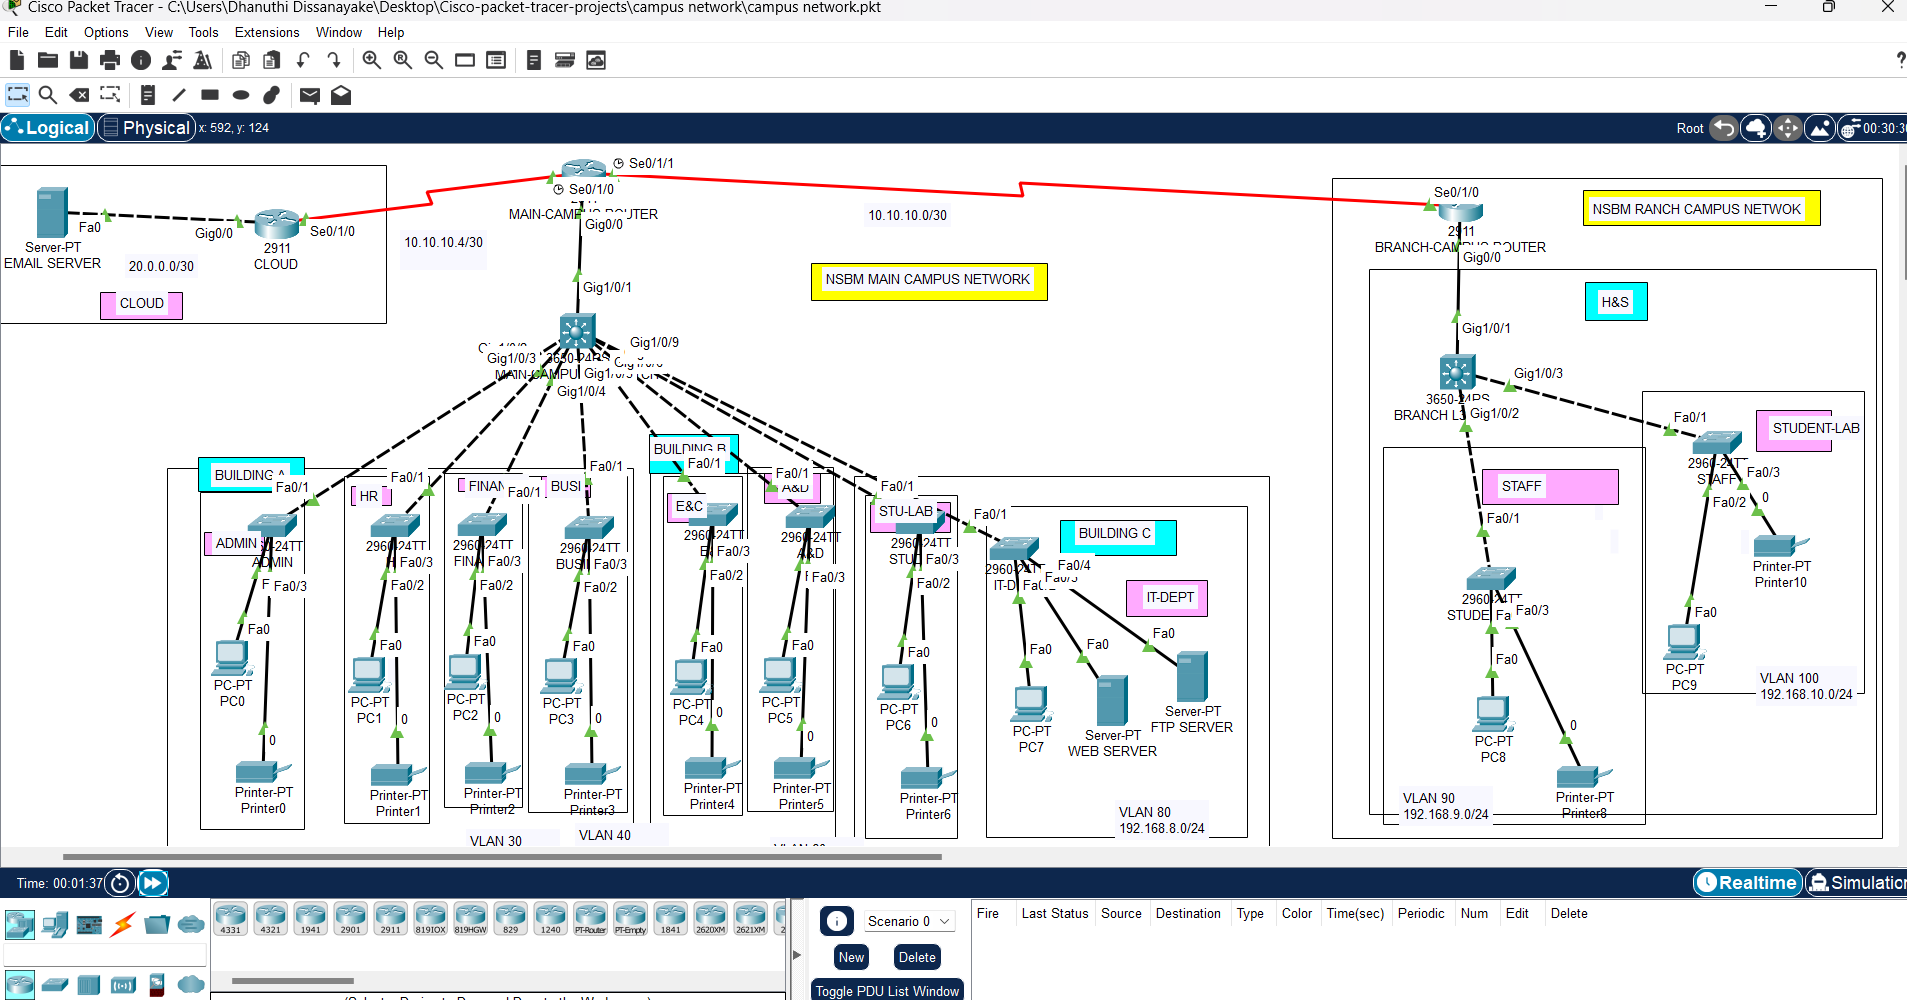 Cisco Packet Tracer - C:\Users\Dhanuthi Dissanayake\Desktop\Cisco-packet-tracer-projects\campus network\campus network.pkt
File Edit Options View Tools Extensions Window Help
?
Logical Physical x: 592, y: 124
Root
Se0/1/1
Se0/1/0
MAIN-CAMPUS ROUTER
Gig0/0
10.10.10.0/30
10.10.10.4/30
Fa0
Gig0/0
Se0/1/0
Server-PT
EMAIL SERVER
20.0.0.0/30
2911
CLOUD
CLOUD
NSBM MAIN CAMPUS NETWORK
Gig1/0/1
Gig1/0/9
Gig1/0/3
3650-24PS
Gig1/0/4
Se0/1/0
NSBM RANCH CAMPUS NETWOK
2911
BRANCH-CAMPUS ROUTER
Gig0/0
H&S
Gig1/0/1
Gig1/0/3
3650-24PS
BRANCH L3
Gig1/0/2
Fa0/1
STUDENT-LAB
2960-24TT
STAFF
Fa0/3
Fa0/2
0
Printer-PT
Printer10
Fa0
PC-PT
PC9
VLAN 100
192.168.10.0/24
STAFF
Fa0/1
2960-24TT
STUDE
Fa0/3
Fa0
PC-PT
PC8
0
Printer-PT
Printer8
VLAN 90
192.168.9.0/24
BUILDING A
Fa0/1
ADMIN
ADMIN
Fa0/3
Fa0
PC-PT
PC0
0
Printer-PT
Printer0
HR
Fa0/1
2960-24TT
Fa0/3
Fa0/2
Fa0
PC-PT
PC1
0
Printer-PT
Printer1
FINAN
Fa0/1
2960-24TT
FINA
Fa0/3
Fa0/2
Fa0
PC-PT
PC2
0
Printer-PT
Printer2
VLAN 30
BUSI
Fa0/1
2960-24TT
BUSI
Fa0/3
Fa0/2
Fa0
PC-PT
PC3
0
Printer-PT
Printer3
VLAN 40
BUILDING B
Fa0/1
E&C
2960-24TT
Fa0/3
Fa0/2
Fa0
PC-PT
PC4
0
Printer-PT
Printer4
Fa0/1
A&D
2960-24TT
A&D
Fa0/3
Fa0
PC-PT
PC5
0
Printer-PT
Printer5
Fa0/1
STU-LAB
2960-24TT
STUD
Fa0/3
Fa0/2
Fa0
PC-PT
PC6
0
Printer-PT
Printer6
Fa0/1
BUILDING C
2960-24TT
IT-D
Fa0/4
IT-DEPT
Fa0
PC-PT
PC7
Fa0
Server-PT
WEB SERVER
Fa0
Server-PT
FTP SERVER
VLAN 80
192.168.8.0/24
Time: 00:01:37
Realtime Simulation
4331 4321 1941 2901 2911 819IOX 819HGW 829 1240 PT-Router PT-Empty 1841 2620XM 2621XM
Scenario 0
New Delete
Toggle PDU List Window
Fire Last Status Source Destination Type Color Time(sec) Periodic Num Edit Delete